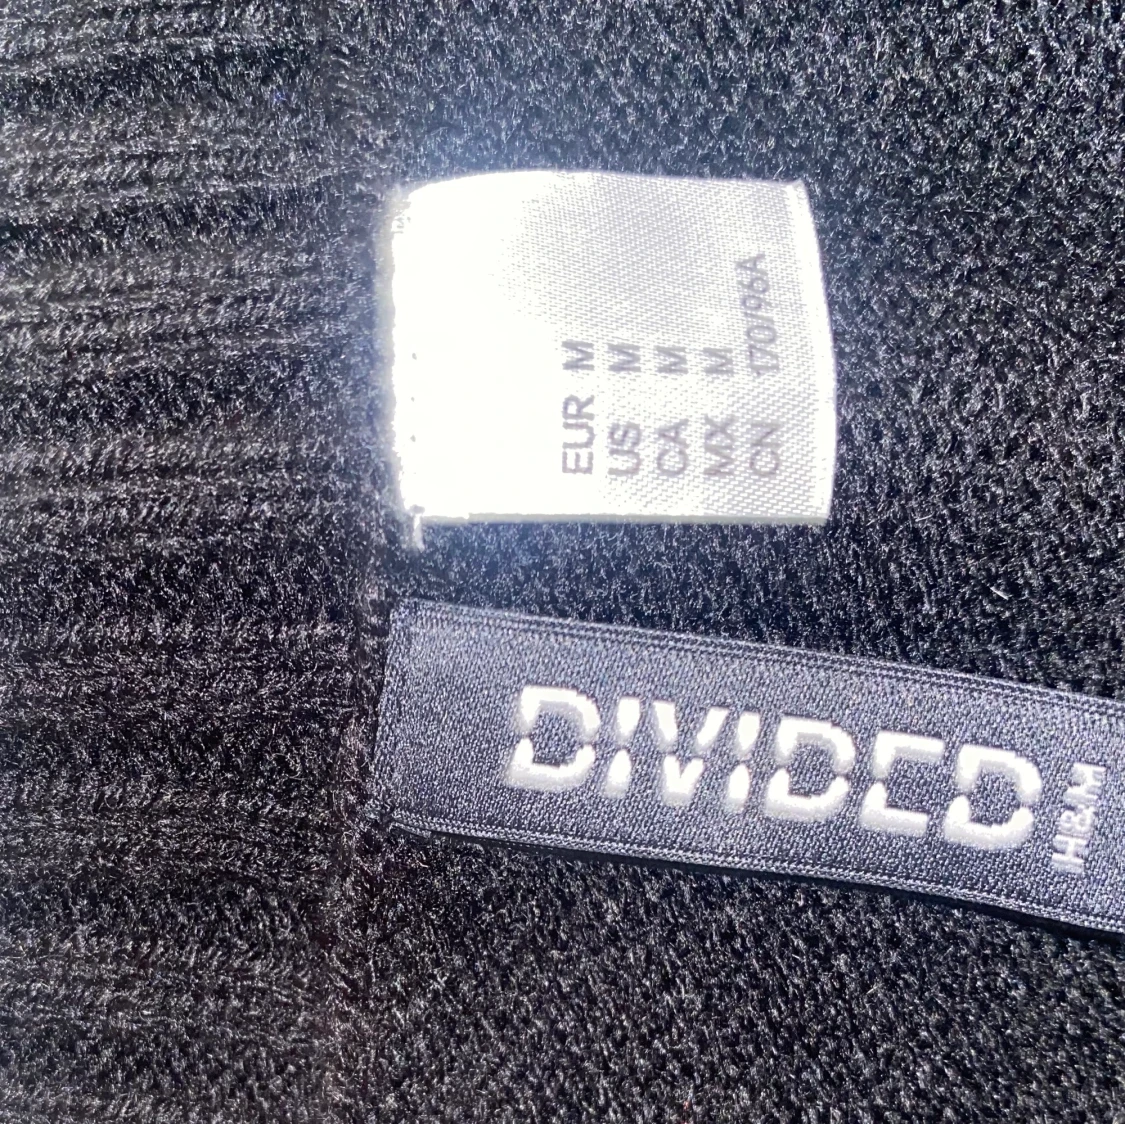 EUR M
US M
CA M
MX M
CN 170/96A
DIVIDED
H&M